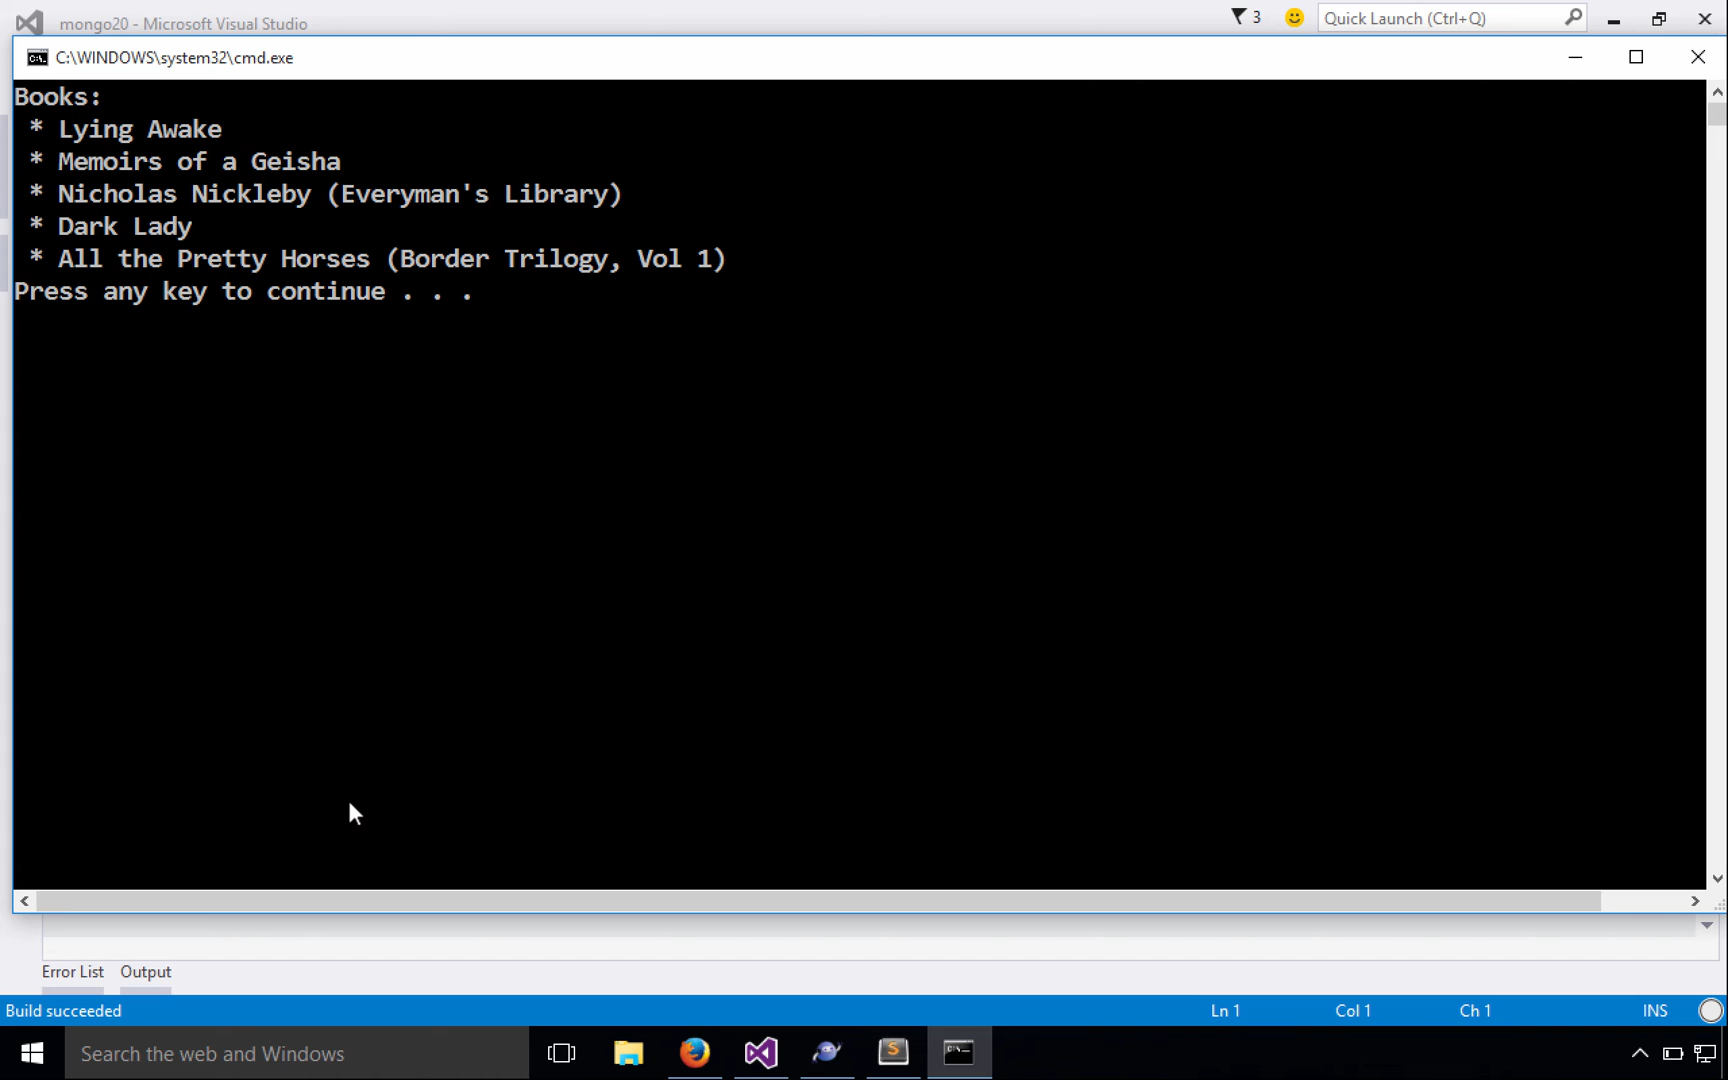 mongo20 - Microsoft Visual Studio
3
Quick Launch (Ctrl+Q)
C:\WINDOWS\system32\cmd.exe
Books:
* Lying Awake
* Memoirs of a Geisha
* Nicholas Nickleby (Everyman's Library)
* Dark Lady
* All the Pretty Horses (Border Trilogy, Vol 1)
Press any key to continue . . .
Error List Output
Build succeeded Ln 1 Col 1 Ch 1 INS
Search the web and Windows